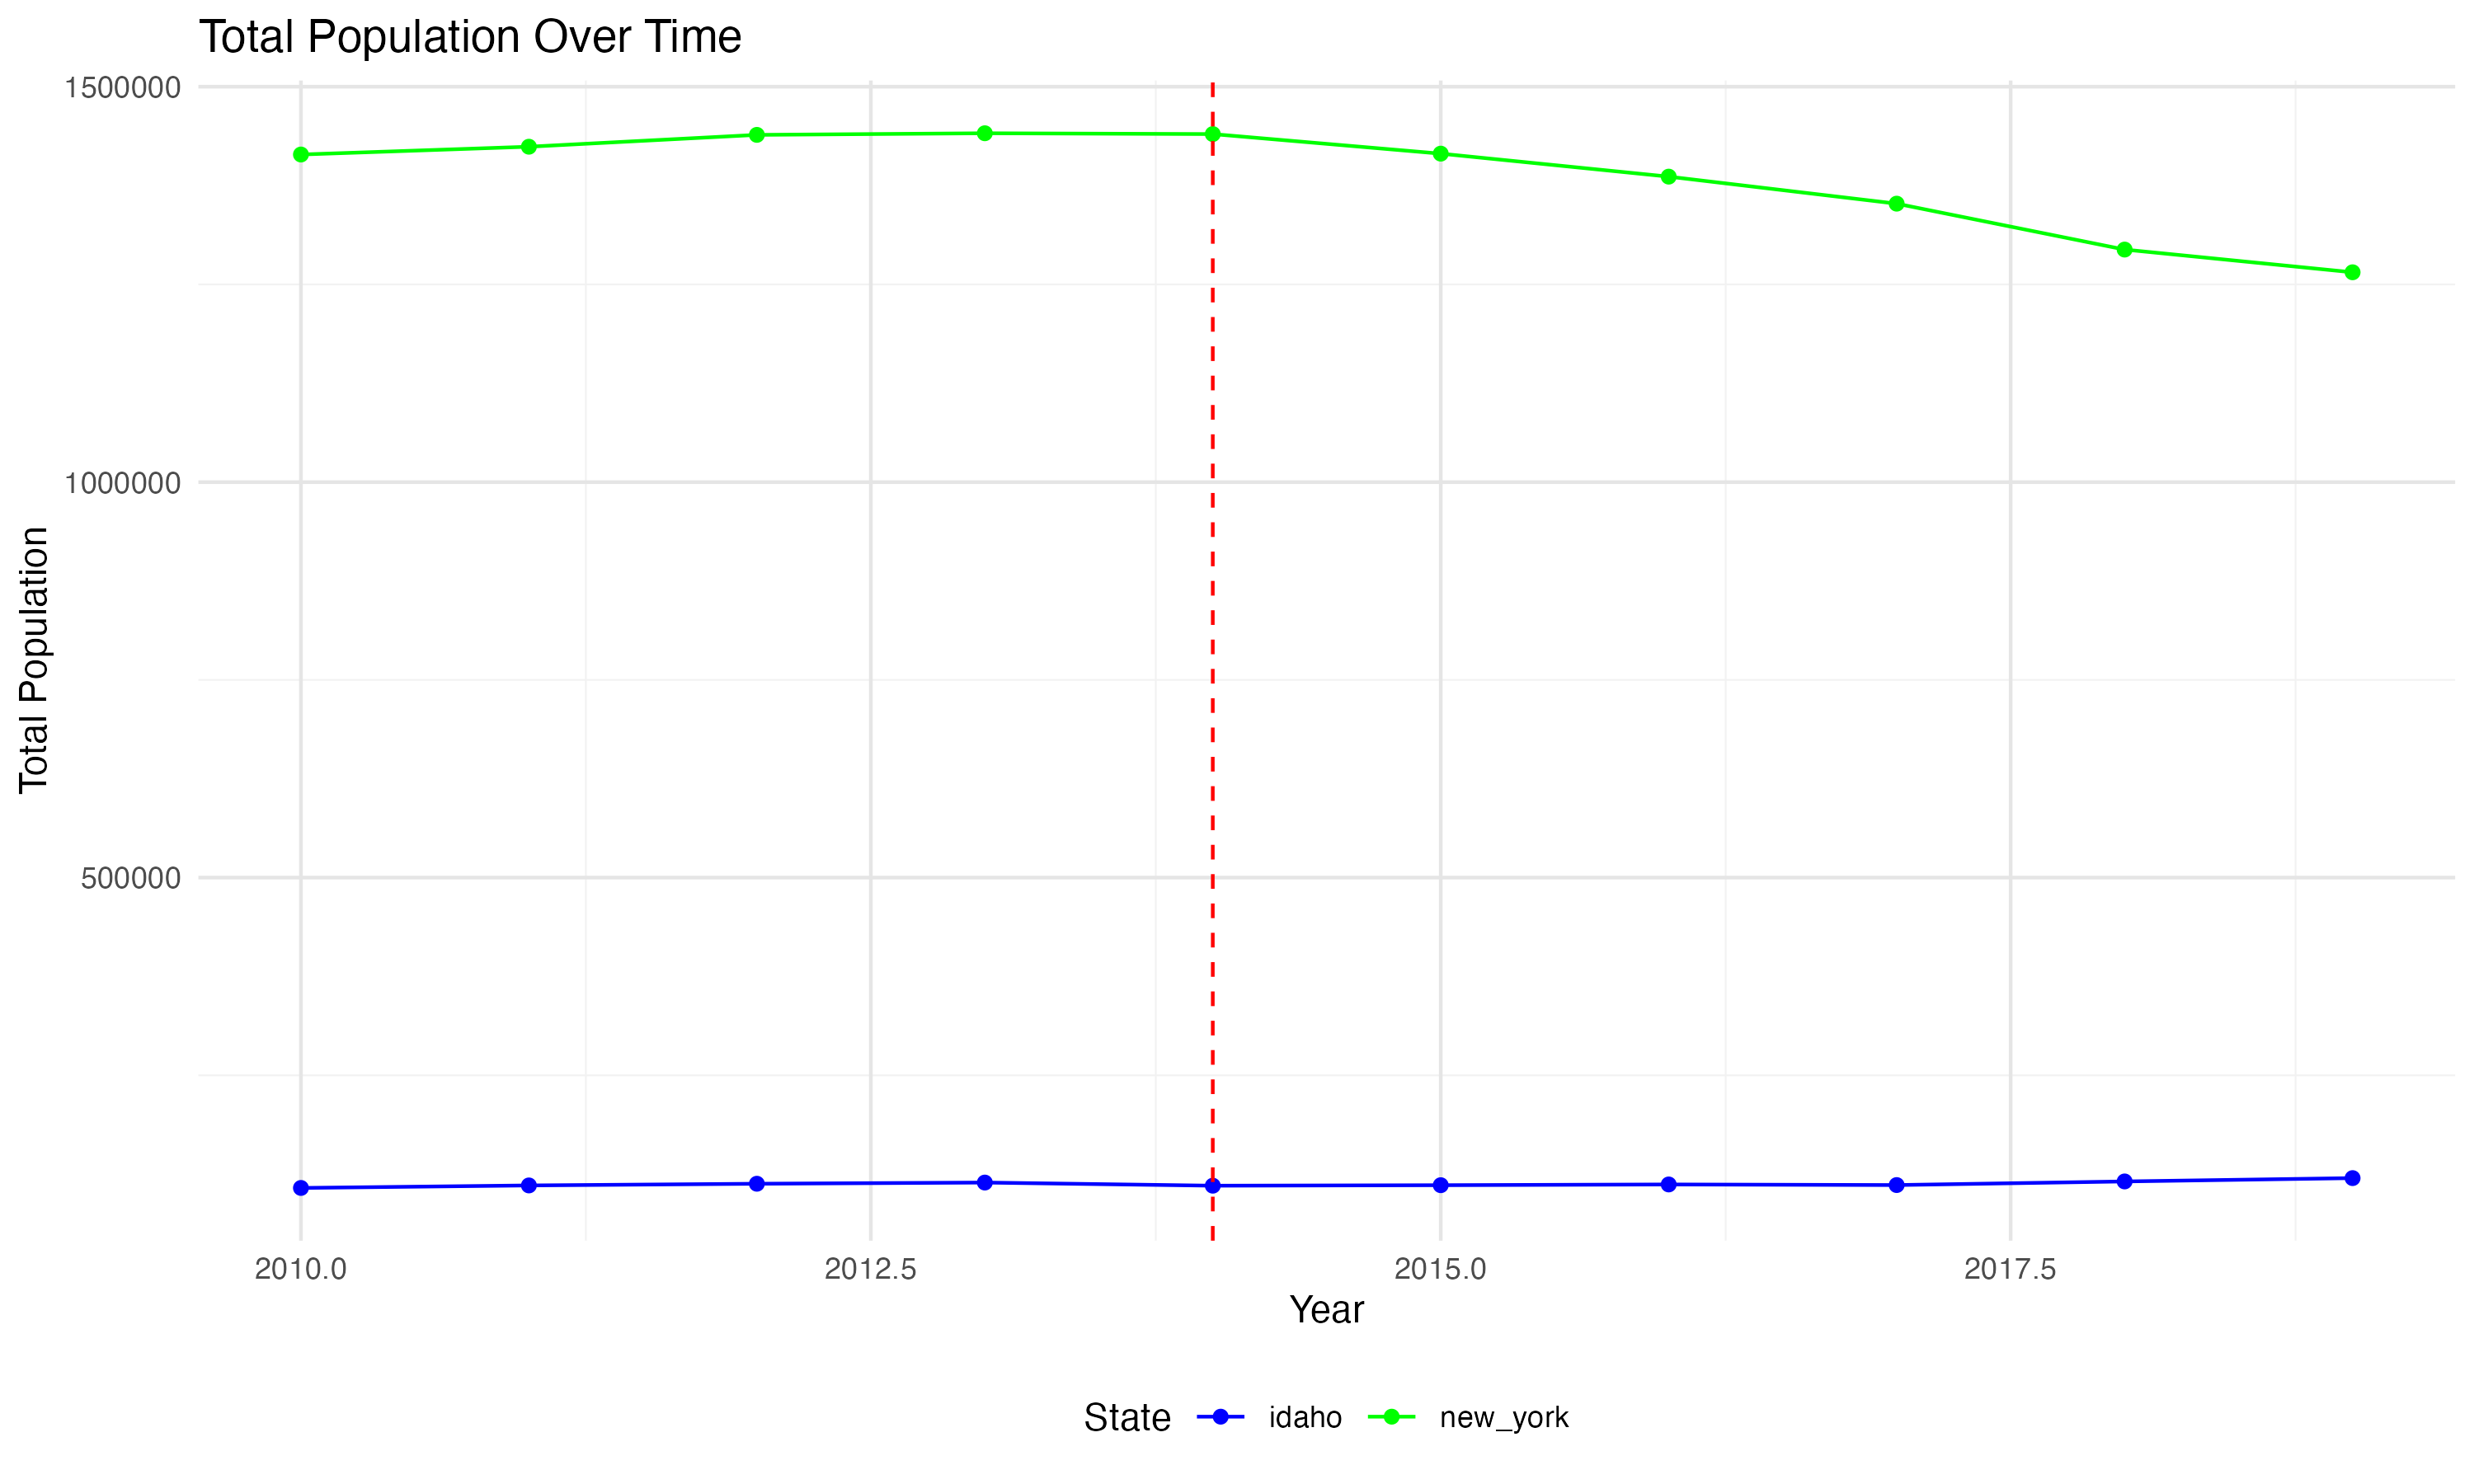 Total Population Over Time
1500000
1000000
500000
Total Population
2010.0 2012.5 2015.0 2017.5
Year
State idaho new_york